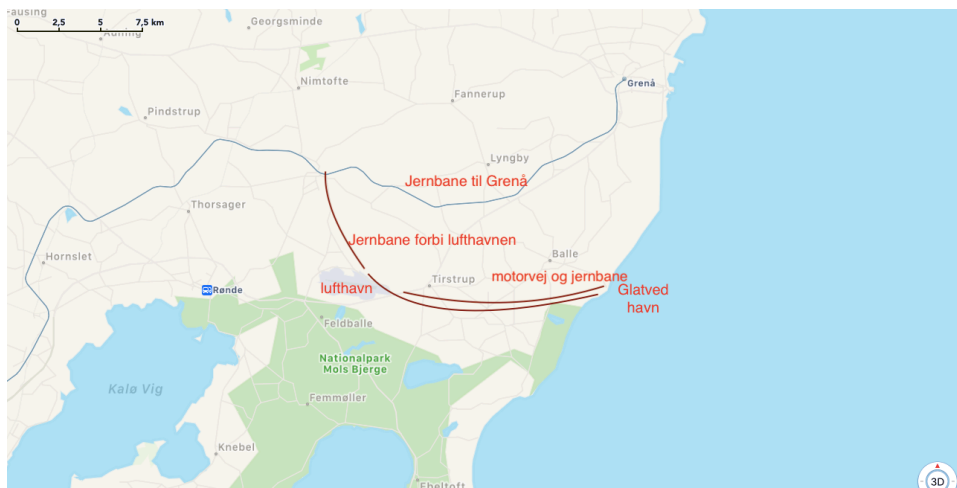 0 2,5 5 7,5 km
Georgsminde
Auning
Nimtofte
Grenå
Fannerup
Pindstrup
Lyngby
Jernbane til Grenå
Thorsager
Jernbane forbi lufthavnen
Hornslet
Balle
motorvej og jernbane
Tirstrup
lufthavn
Rønde
Glatved
havn
Feldballe
Nationalpark
Mols Bjerge
Kalø Vig
Femmøller
Knebel
Ebeltoft
3D